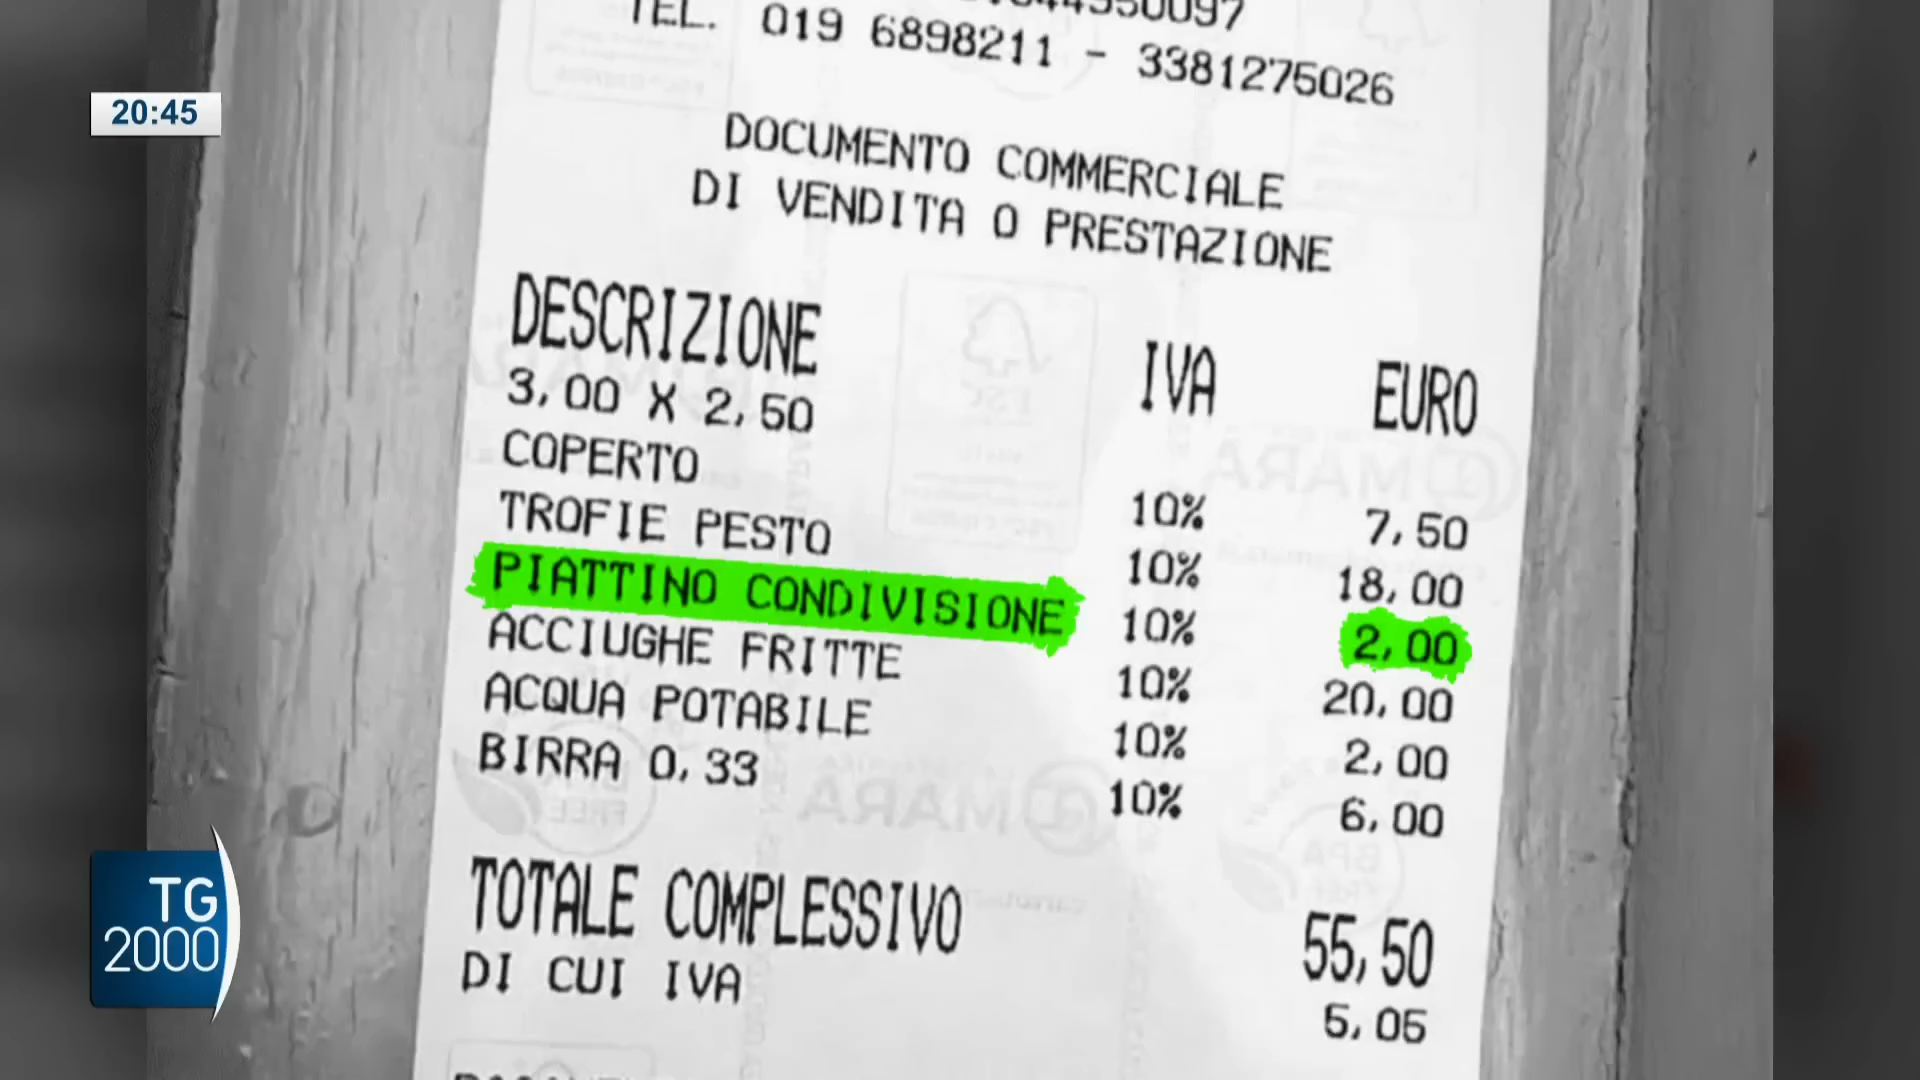 TEL. 019 6898211 - 3381275026
20:45
DOCUMENTO COMMERCIALE
DI VENDITA O PRESTAZIONE
DESCRIZIONE IVA EURO
3,00 X 2,50
COPERTO 10% 7,50
TROFIE PESTO 10% 18,00
PIATTINO CONDIVISIONE 10% 2,00
ACCIUGHE FRITTE 10% 20,00
ACQUA POTABILE 10% 2,00
BIRRA 0,33 10% 6,00
TOTALE COMPLESSIVO 55,50
DI CUI IVA 5,05
TG
2000